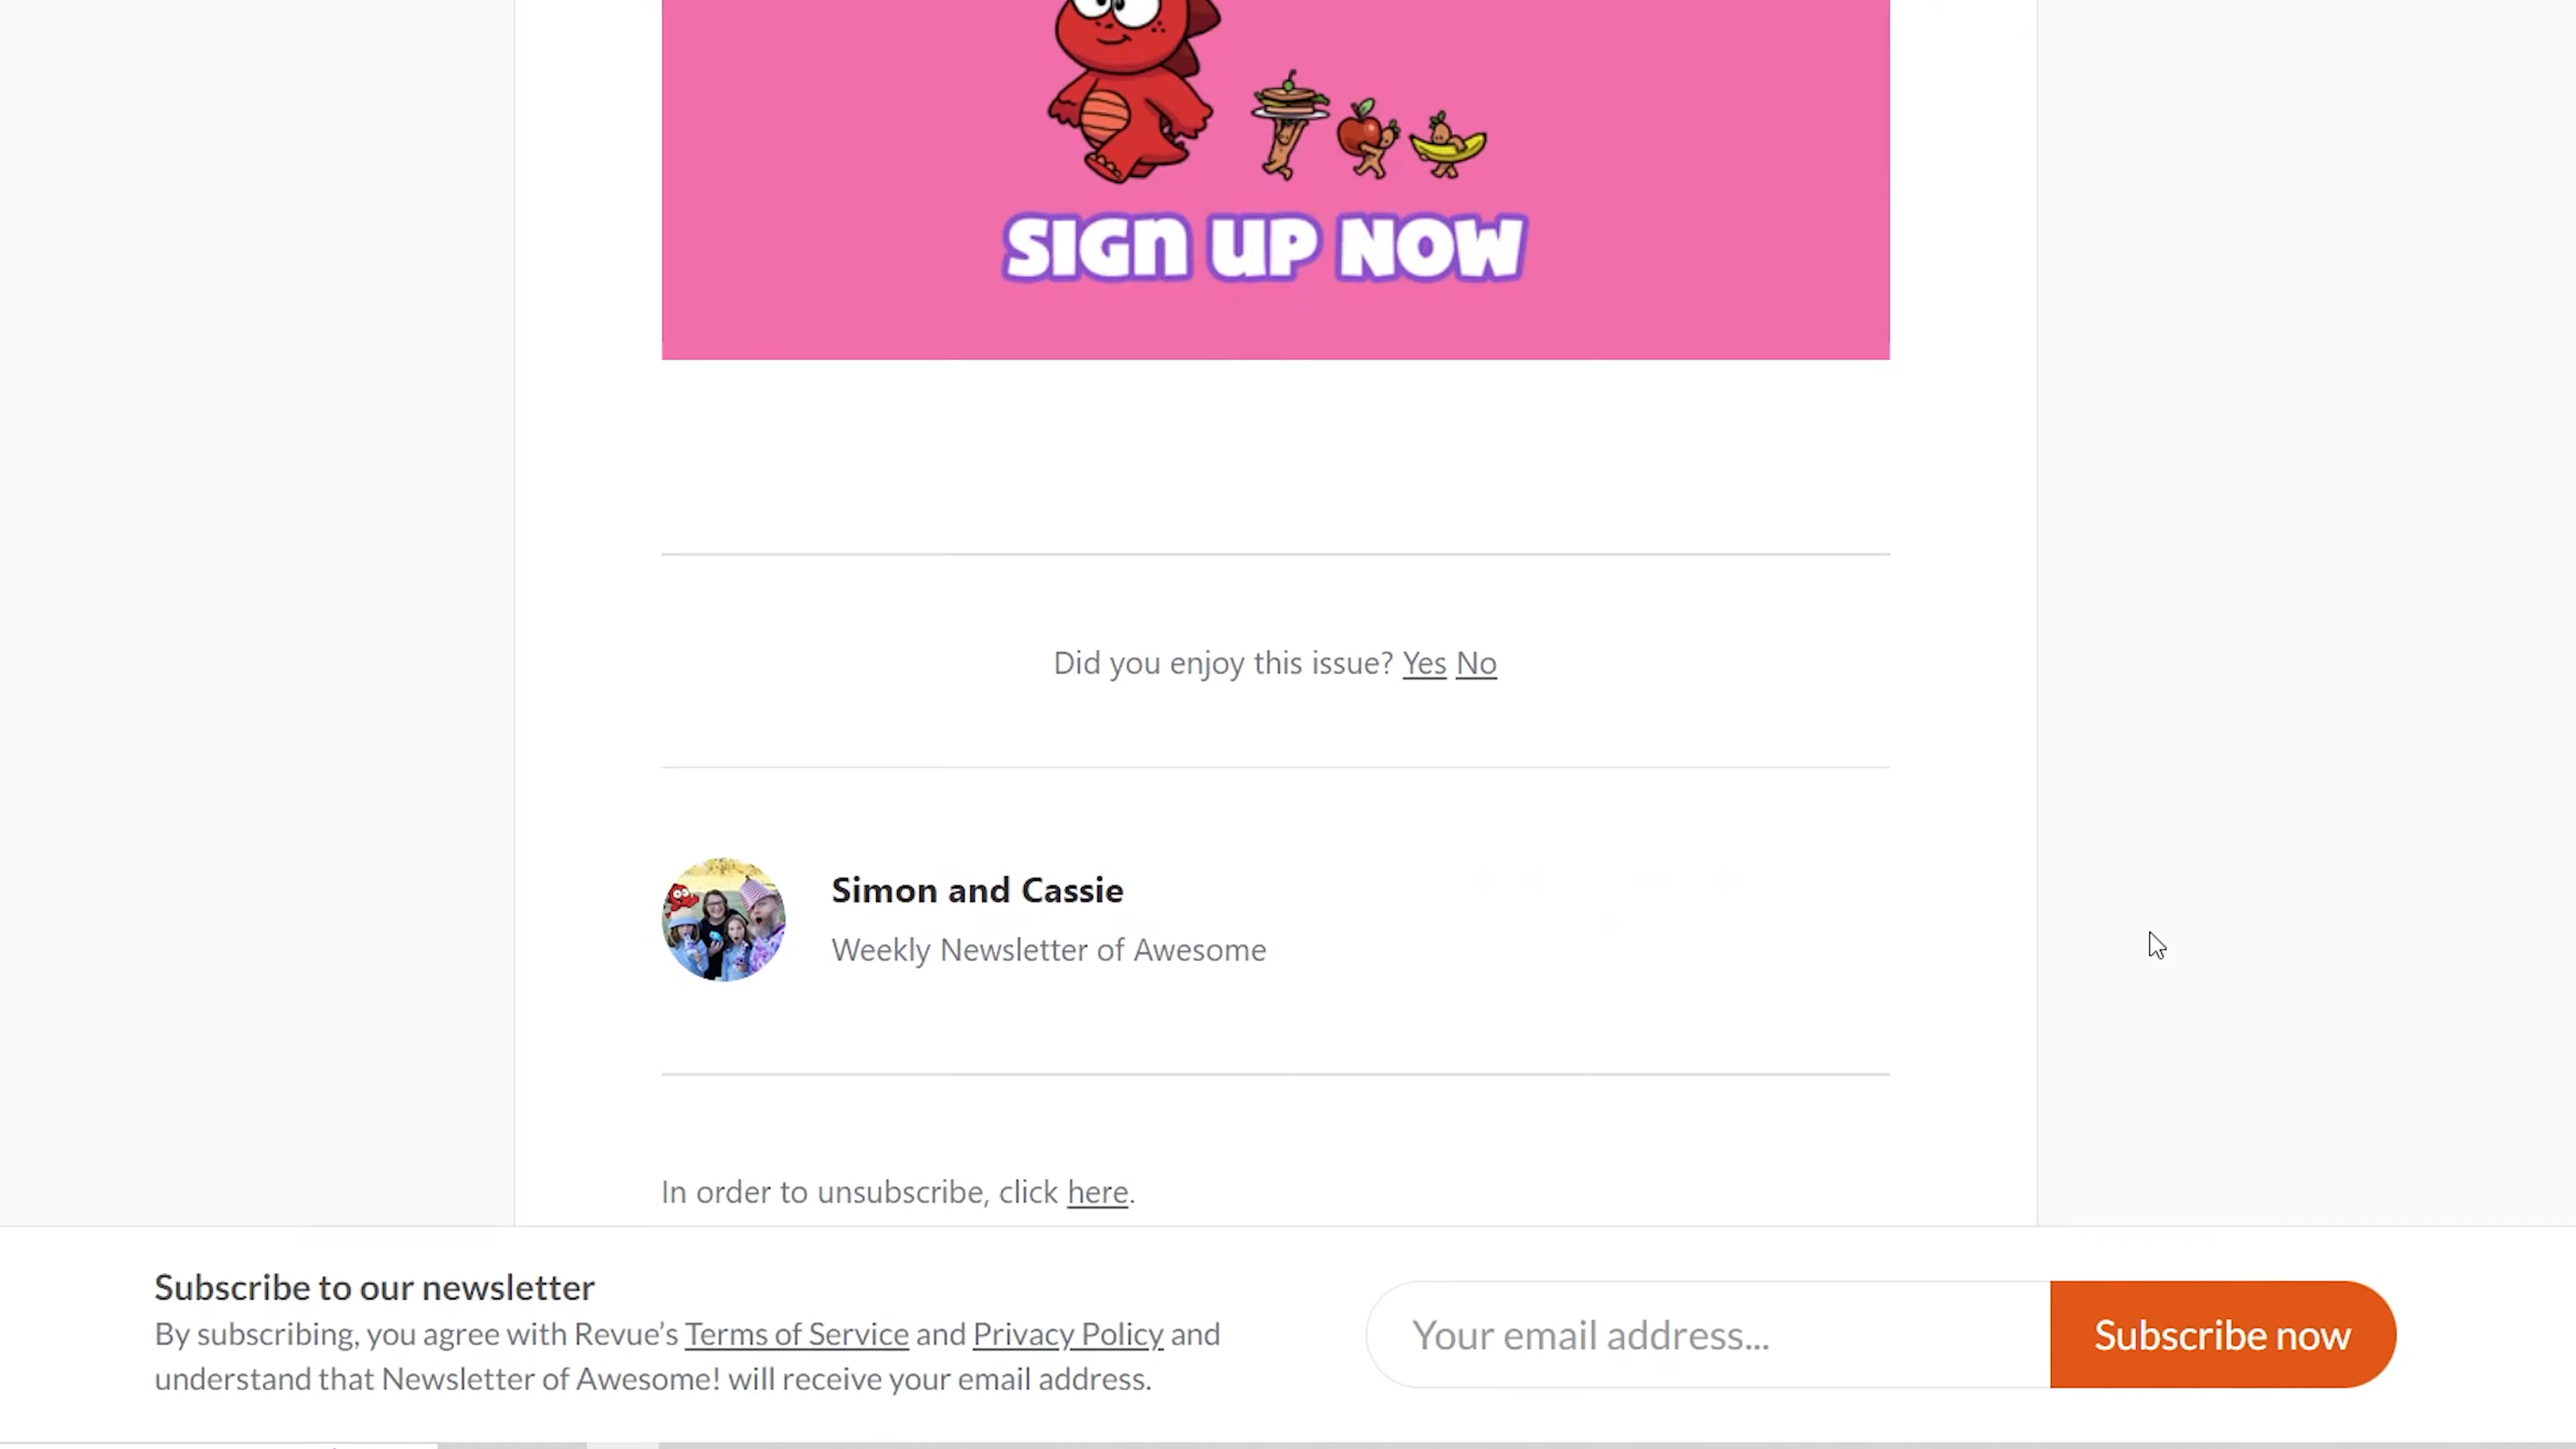 SIGN UP NOW
Did you enjoy this issue? Yes No
Simon and Cassie
Weekly Newsletter of Awesome
In order to unsubscribe, click here.
Subscribe to our newsletter
By subscribing, you agree with Revue’s Terms of Service and Privacy Policy and
understand that Newsletter of Awesome! will receive your email address.
Your email address...
Subscribe now